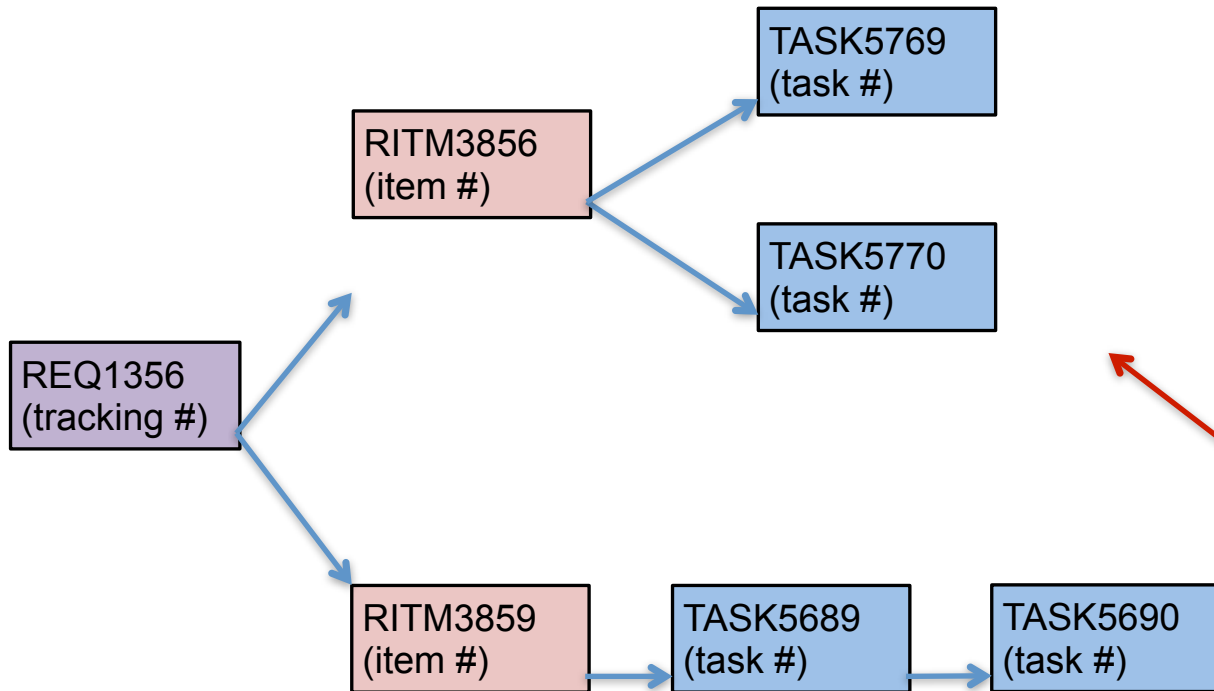 TASK5769
(task #)
RITM3856
(item #)
TASK5770
(task #)
REQ1356
(tracking #)
RITM3859
(item #)
TASK5689
(task #)
TASK5690
(task #)